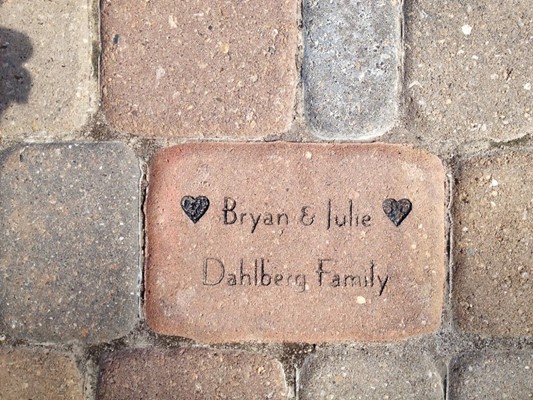 ♥ Bryan & Julie ♥
Dahlberg Family